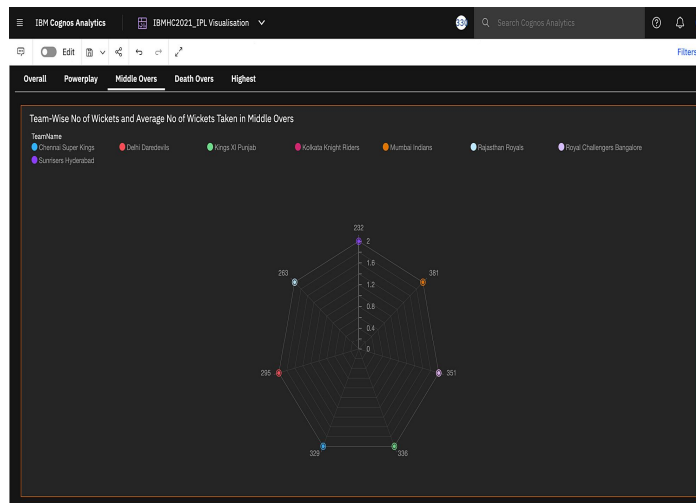 IBM Cognos Analytics
IBMHC2021_IPL Visualisation
Search Cognos Analytics
Edit
Filters
Overall Powerplay Middle Overs Death Overs Highest
Team-Wise No of Wickets and Average No of Wickets Taken in Middle Overs
TeamName
Chennai Super Kings Delhi Daredevils Kings XI Punjab Kolkata Knight Riders Mumbai Indians Rajasthan Royals Royal Challengers Bangalore
Sunrisers Hyderabad
232
2
1.6
283 381
1.2
0.8
0.4
0
295 351
329 336